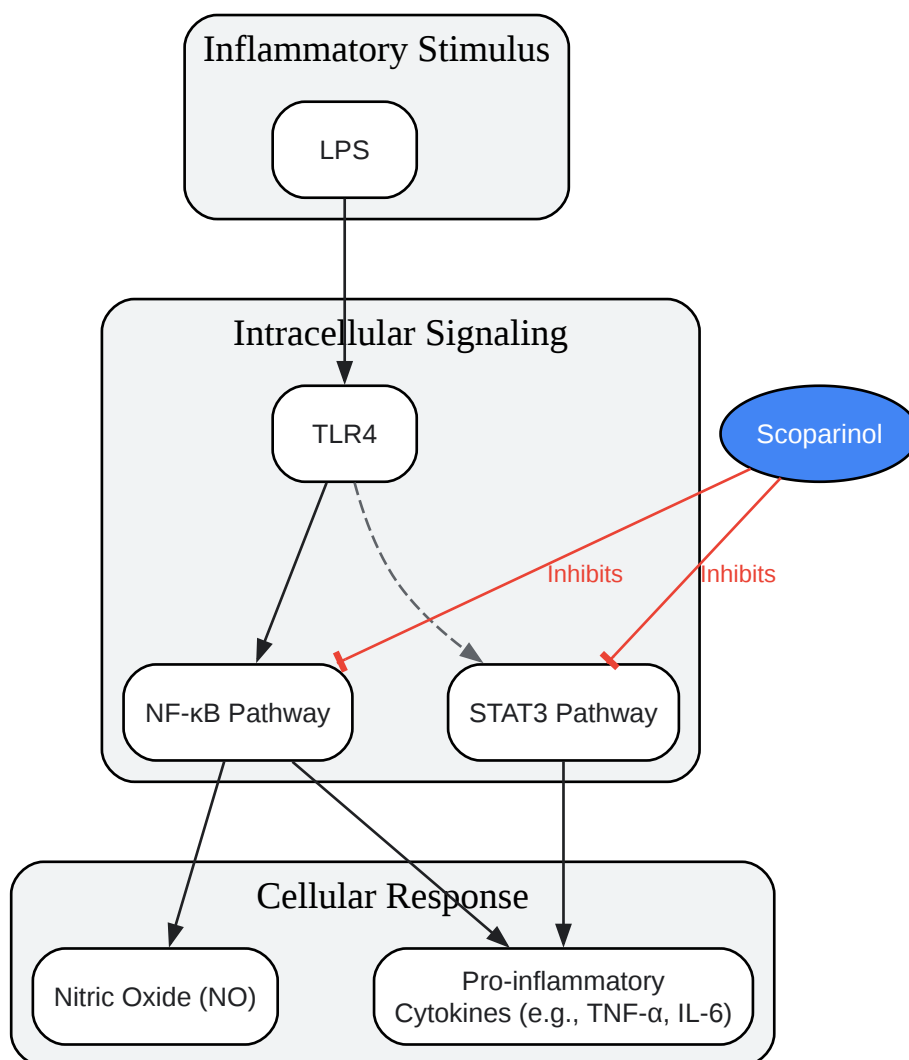 Inflammatory Stimulus
LPS
Intracellular Signaling
TLR4
Scoparinol
Inhibits
Inhibits
NF-κB Pathway
STAT3 Pathway
Cellular Response
Nitric Oxide (NO)
Pro-inflammatory
Cytokines (e.g., TNF-α, IL-6)